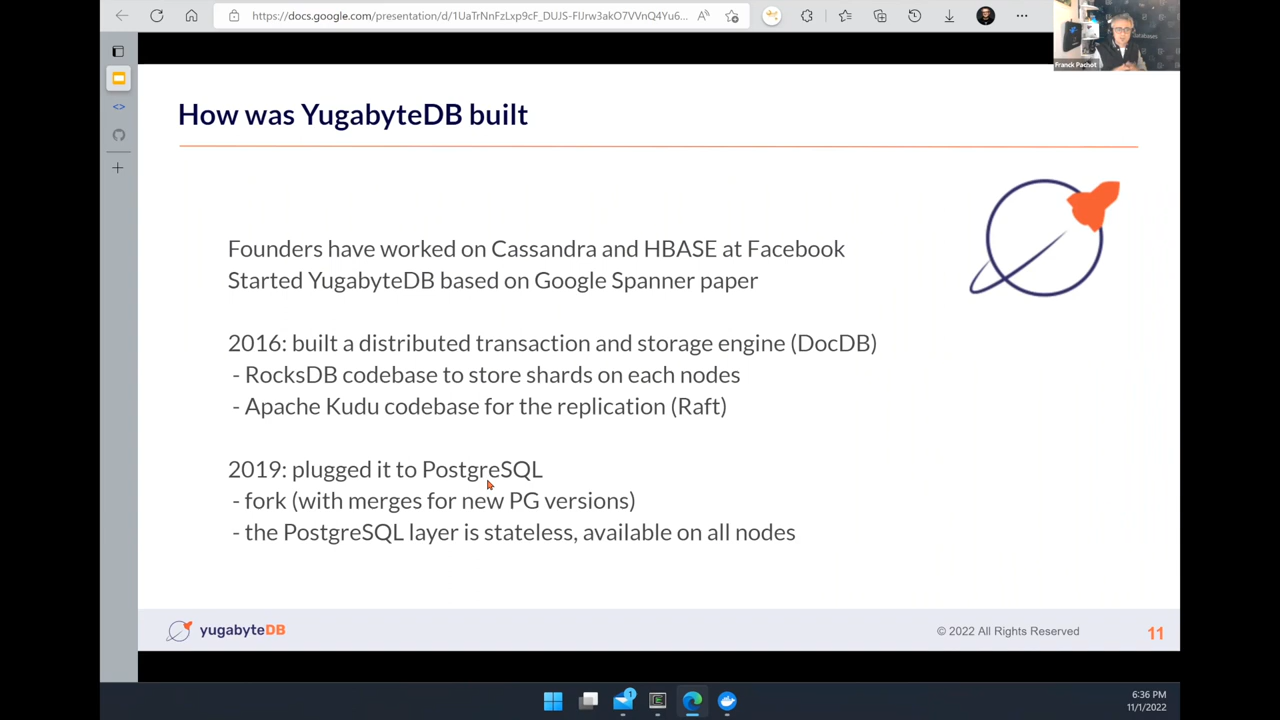 https://docs.google.com/presentation/d/1UaTrNnFzLxp9cF_DUJS-FlJrw3akO7VVnQ4Yu6...
Franck Pachot
How was YugabyteDB built
Founders have worked on Cassandra and HBASE at Facebook
Started YugabyteDB based on Google Spanner paper
2016: built a distributed transaction and storage engine (DocDB)
- RocksDB codebase to store shards on each nodes
- Apache Kudu codebase for the replication (Raft)
2019: plugged it to PostgreSQL
- fork (with merges for new PG versions)
- the PostgreSQL layer is stateless, available on all nodes
yugabyteDB
© 2022 All Rights Reserved
11
1
6:36 PM
11/1/2022